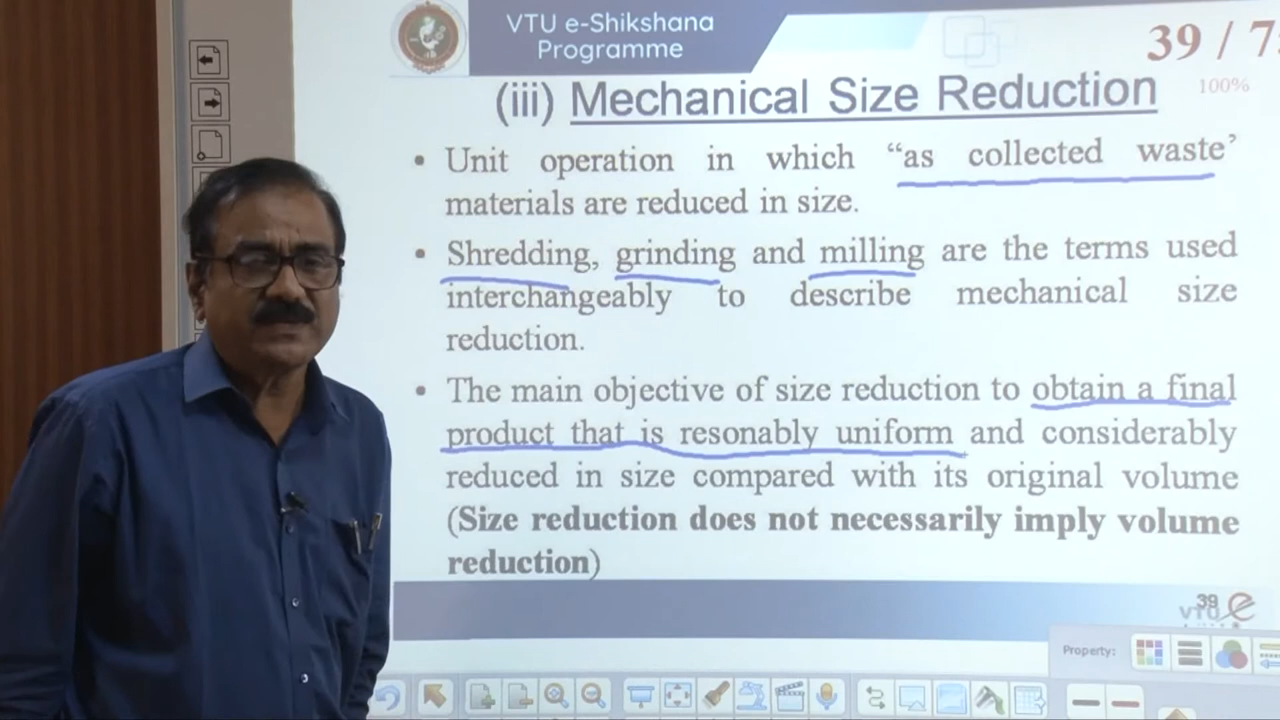 VTU e-Shikshana
Programme
39 / 7
100%
(iii) Mechanical Size Reduction
• Unit operation in which “as collected waste’
materials are reduced in size.
• Shredding, grinding and milling are the terms used
interchangeably to describe mechanical size
reduction.
• The main objective of size reduction to obtain a final
product that is resonably uniform and considerably
reduced in size compared with its original volume
(Size reduction does not necessarily imply volume
reduction)
39
VTU e
Property: